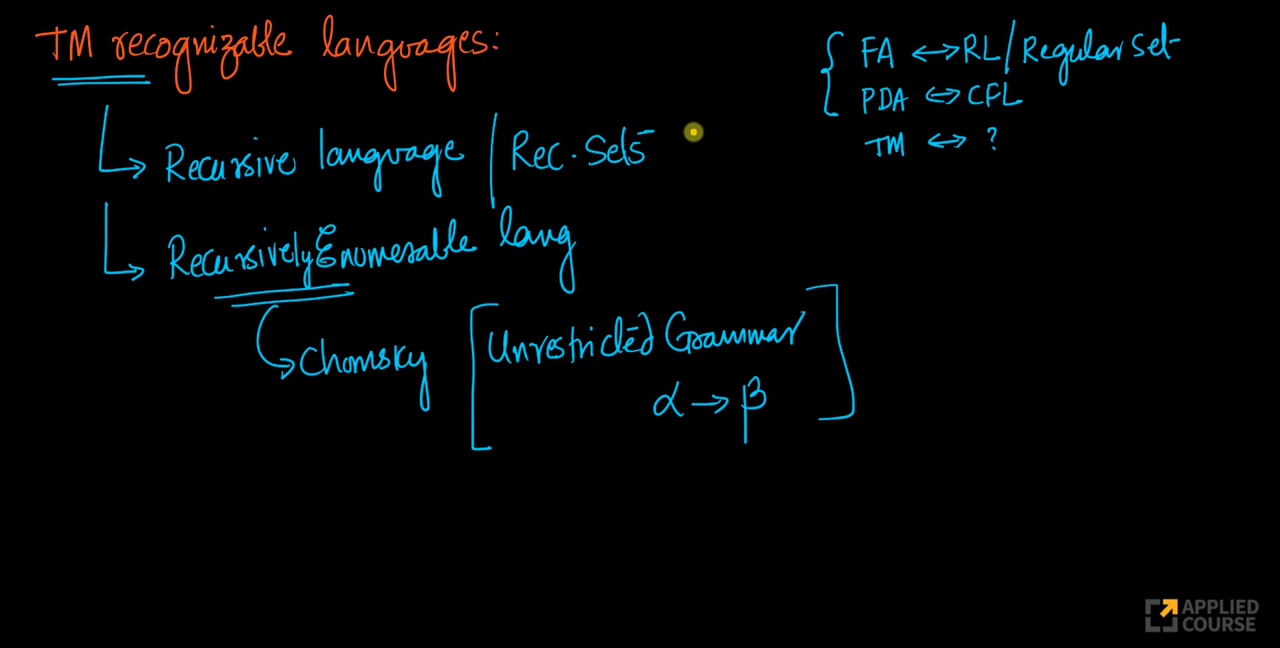 TM recognizable languages:
{ FA ↔ RL / Regular Set
PDA ↔ CFL
TM ↔ ?
↳ Recursive language | Rec. Sets
↳ Recursively Enumerable lang
↳ Chomsky [Unrestricted Grammar
α → β]
APPLIED
COURSE